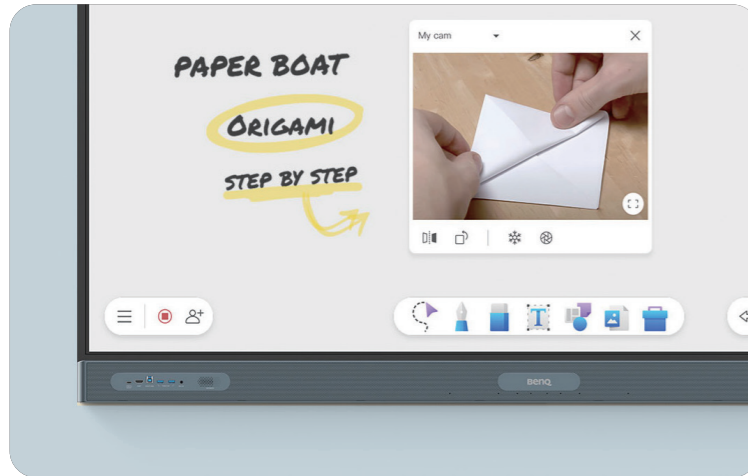 PAPER BOAT
ORIGAMI
STEP BY STEP
My cam
T
BenQ